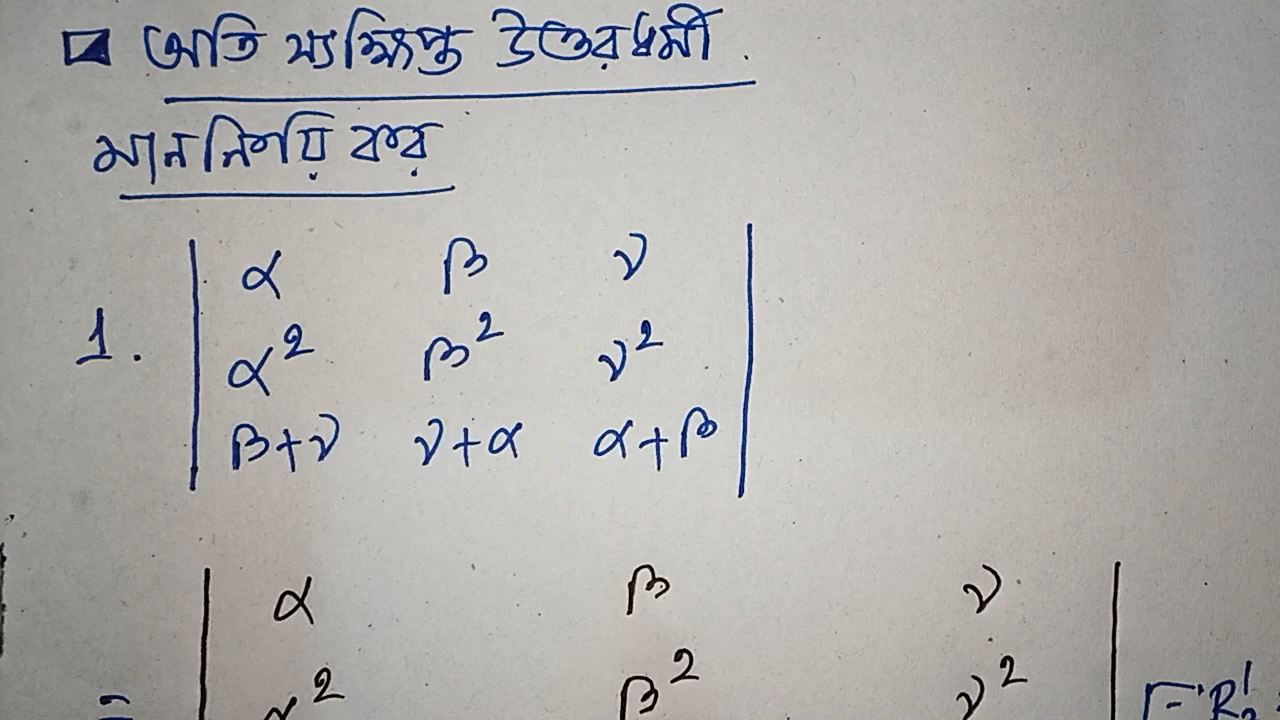 অতি সংক্ষিপ্ত উত্তরধর্মী.
মান নির্ণয় কর
α β γ
1. α² β² γ²
β+γ γ+α α+β
α β γ
= α² β² γ²